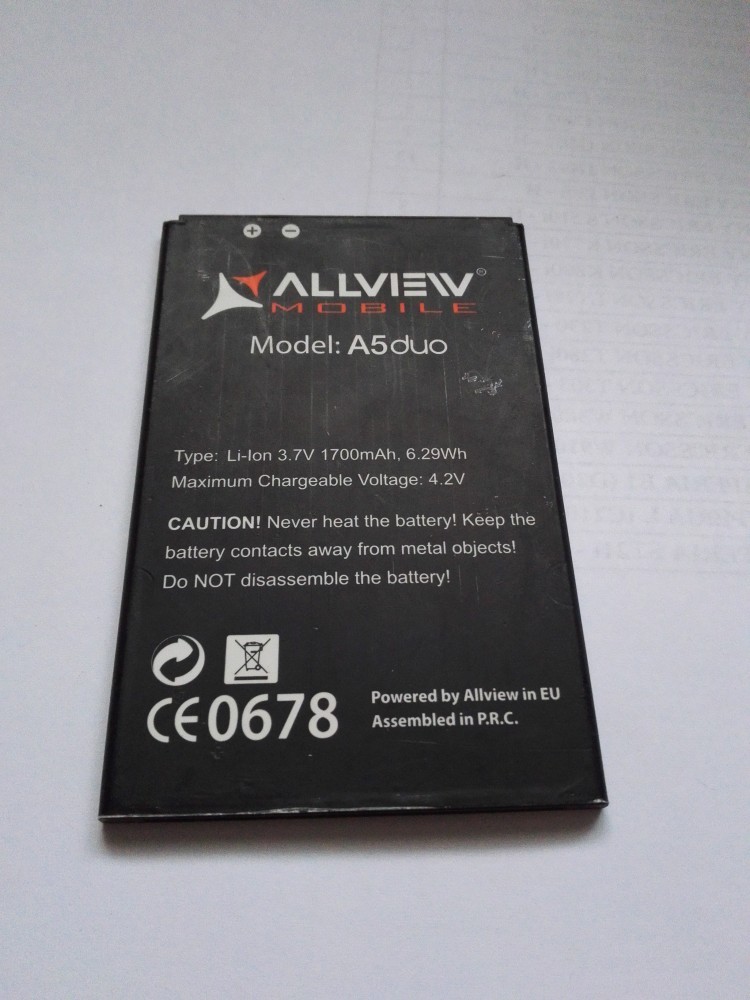 ALLVIEW®
MOBILE
Model: A5duo
Type: Li-Ion 3.7V 1700mAh, 6.29Wh
Maximum Chargeable Voltage: 4.2V
CAUTION! Never heat the battery! Keep the
battery contacts away from metal objects!
Do NOT disassemble the battery!
CE0678
Powered by Allview in EU
Assembled in P.R.C.